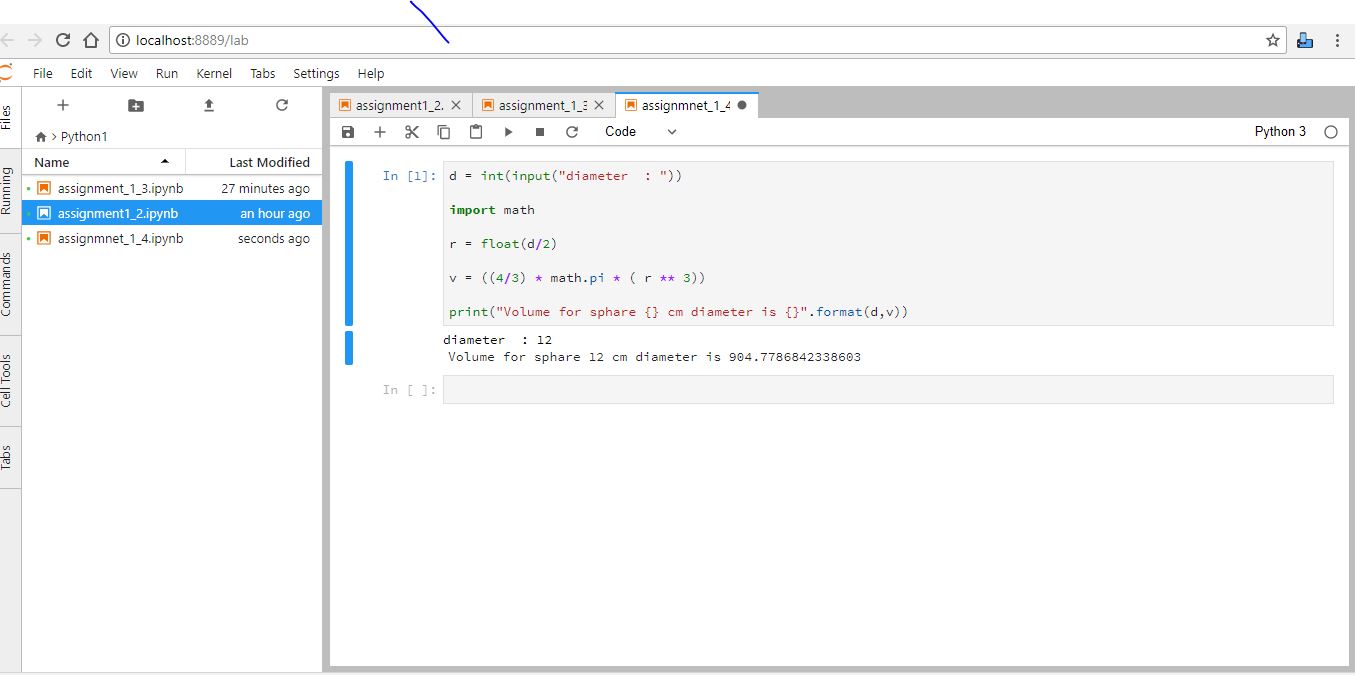 localhost:8889/lab
File Edit View Run Kernel Tabs Settings Help
Files
Running
Commands
Cell Tools
Tabs
Python1
Name Last Modified
assignment_1_3.ipynb 27 minutes ago
assignment1_2.ipynb an hour ago
assignmnet_1_4.ipynb seconds ago
assignment1_2. assignment_1_3 assignmnet_1_4
Code Python 3
In [1]: d = int(input("diameter  : "))
import math
r = float(d/2)
v = ((4/3) * math.pi * ( r ** 3))
print("Volume for sphare {} cm diameter is {}".format(d,v))
diameter  : 12
Volume for sphare 12 cm diameter is 904.7786842338603
In [ ]: